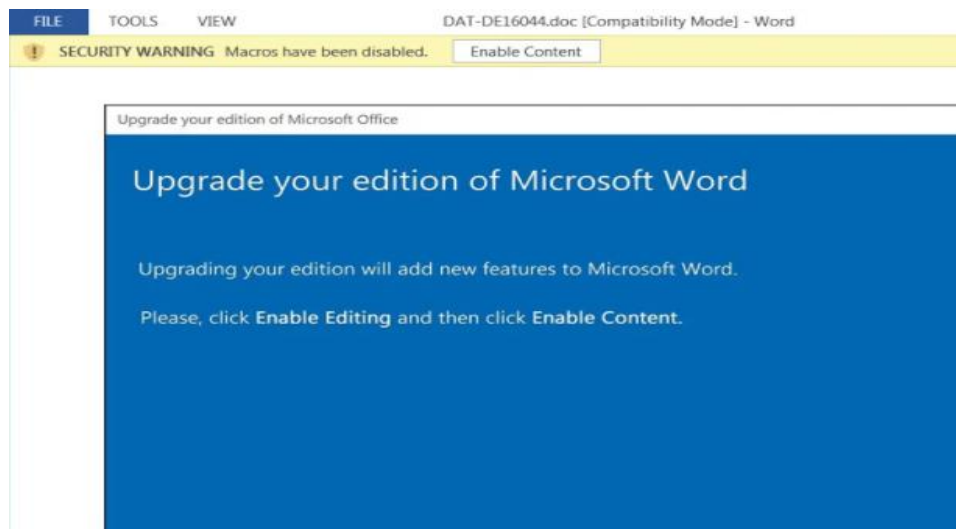 FILE TOOLS VIEW DAT-DE16044.doc [Compatibility Mode] - Word
SECURITY WARNING Macros have been disabled. Enable Content
Upgrade your edition of Microsoft Office
Upgrade your edition of Microsoft Word
Upgrading your edition will add new features to Microsoft Word.
Please, click Enable Editing and then click Enable Content.